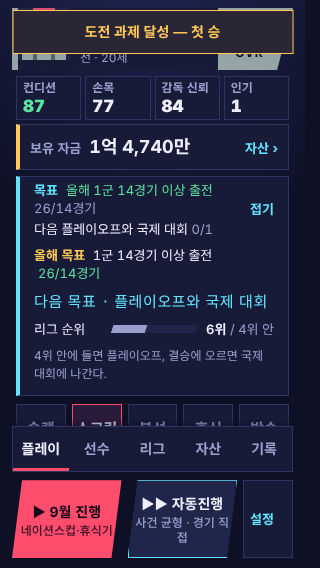 도전 과제 달성 — 첫 승
전 · 20세
OVR
컨디션
87
손목
77
감독 신뢰
84
인기
1
보유 자금 1억 4,740만
자산 ›
목표 올해 1군 14경기 이상 출전
26/14경기
접기
다음 플레이오프와 국제 대회 0/1
올해 목표 1군 14경기 이상 출전
26/14경기
다음 목표 · 플레이오프와 국제 대회
리그 순위
6위 / 4위 안
4위 안에 들면 플레이오프, 결승에 오르면 국제
대회에 나간다.
플레이
선수
리그
자산
기록
▶ 9월 진행
네이션스컵·휴식기
▶▶ 자동진행
사건 균형 · 경기 직
접
설정